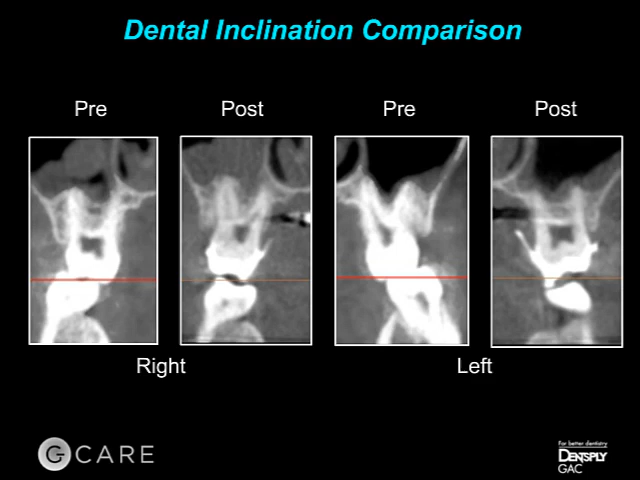 Dental Inclination Comparison
Pre Post Pre Post
Right Left
G CARE
For better dentistry
DENTSPLY
GAC